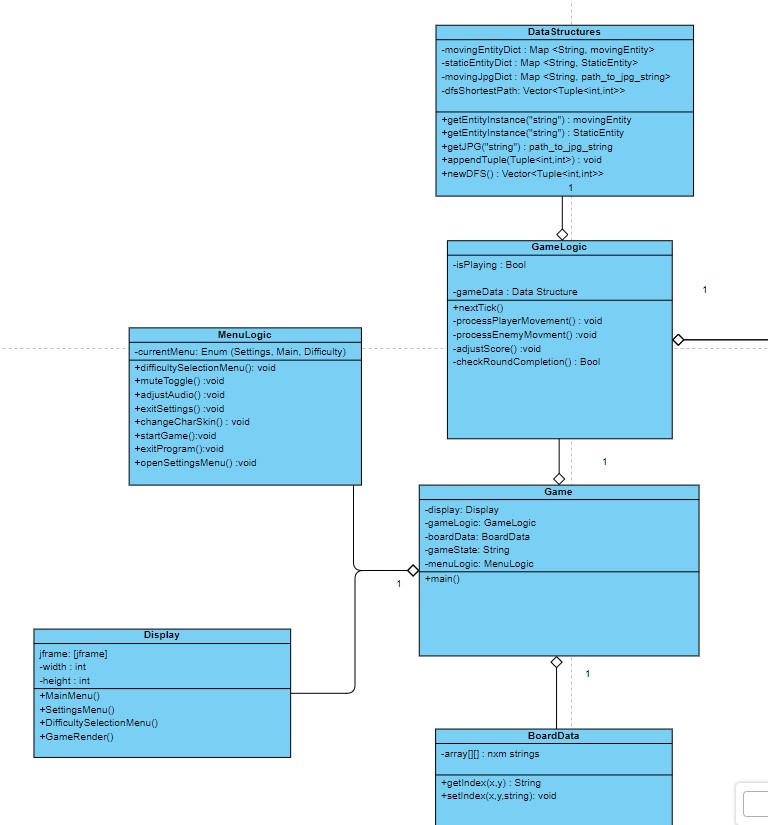 DataStructures
-movingEntityDict : Map <String, movingEntity>
-staticEntityDict : Map <String, StaticEntity>
-movingJpgDict : Map <String, path_to_jpg_string>
-dfsShortestPath: Vector<Tuple<int,int>>
+getEntityInstance("string") : movingEntity
+getEntityInstance("string") : StaticEntity
+getJPG("string") : path_to_jpg_string
+appendTuple(Tuple<int,int>) : void
+newDFS() : Vector<Tuple<int,int>>
1
GameLogic
-isPlaying : Bool
-gameData : Data Structure
+nextTick()
-processPlayerMovement() : void
-processEnemyMovment() : void
-adjustScore() :void
-checkRoundCompletion() : Bool
1
MenuLogic
-currentMenu: Enum (Settings, Main, Difficulty)
+difficultySelectionMenu(): void
+muteToggle() :void
+adjustAudio() :void
+exitSettings() :void
+changeCharSkin() : void
+startGame():void
+exitProgram():void
+openSettingsMenu() :void
1
Game
-display: Display
-gameLogic: GameLogic
-boardData: BoardData
-gameState: String
-menuLogic: MenuLogic
+main()
1
Display
jframe: [jframe]
-width : int
-height : int
+MainMenu()
+SettingsMenu()
+DifficultySelectionMenu()
+GameRender()
1
BoardData
-array[][] : nxm strings
+getIndex(x,y) : String
+setIndex(x,y,string): void